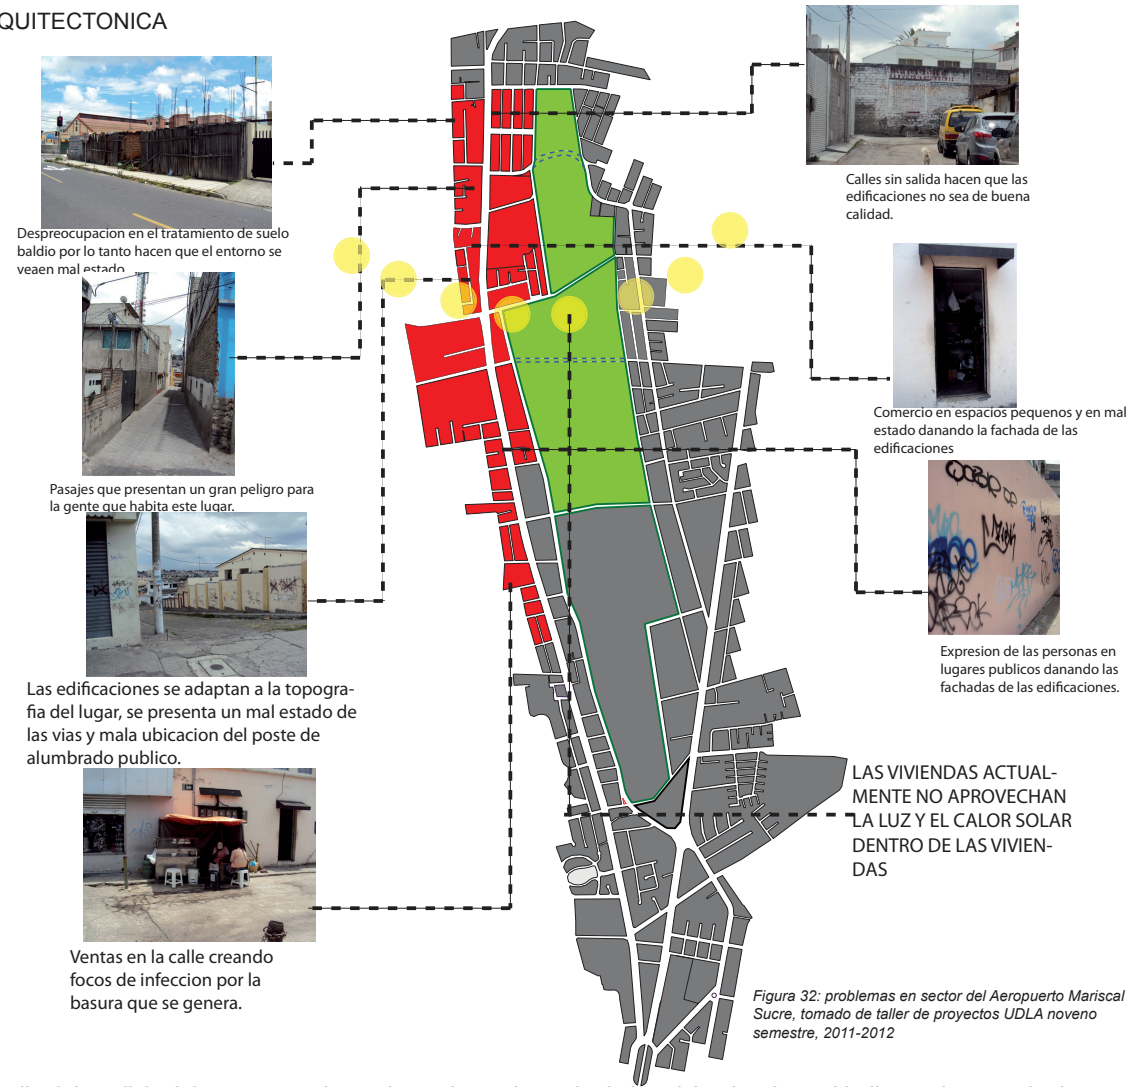 QUITECTONICA
Despreocupacion en el tratamiento de suelo
baldio por lo tanto hacen que el entorno se
veaen mal estado
Pasajes que presentan un gran peligro para
la gente que habita este lugar.
Las edificaciones se adaptan a la topogra-
fia del lugar, se presenta un mal estado de
las vias y mala ubicacion del poste de
alumbrado publico.
Ventas en la calle creando
focos de infeccion por la
basura que se genera.
Calles sin salida hacen que las
edificaciones no sea de buena
calidad.
Comercio en espacios pequenos y en mal
estado danando la fachada de las
edificaciones
Expresion de las personas en
lugares publicos danando las
fachadas de las edificaciones.
LAS VIVIENDAS ACTUAL-
MENTE NO APROVECHAN
LA LUZ Y EL CALOR SOLAR
DENTRO DE LAS VIVIEN-
DAS
Figura 32: problemas en sector del Aeropuerto Mariscal
Sucre, tomado de taller de proyectos UDLA noveno
semestre, 2011-2012